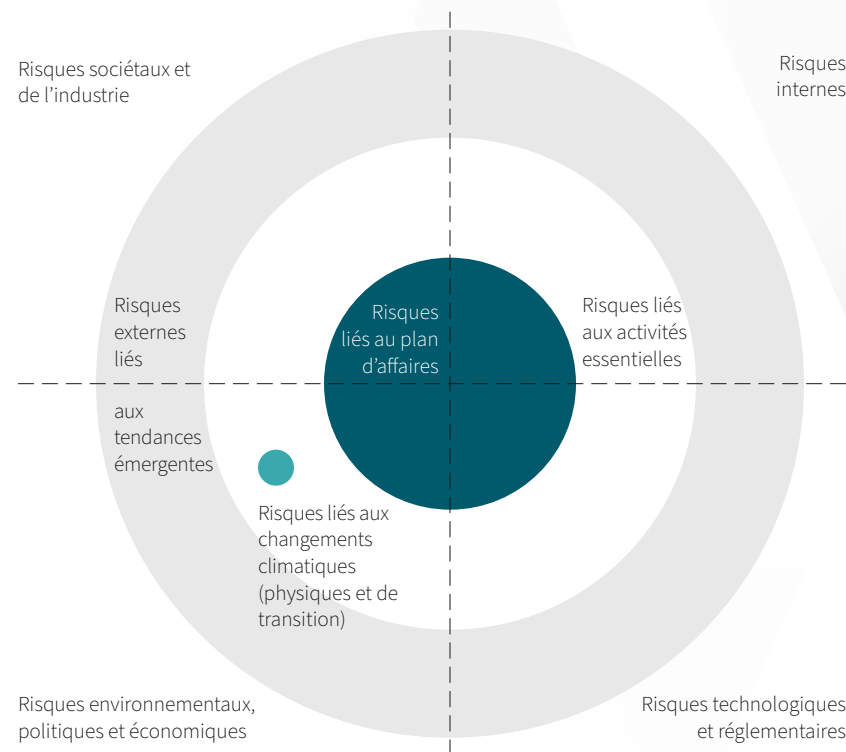 Risques sociétaux et
de l’industrie
Risques
internes
Risques
externes
liés
aux
tendances
émergentes
Risques
liés au plan
d’affaires
Risques liés
aux activités
essentielles
Risques liés aux
changements
climatiques
(physiques et de
transition)
Risques environnementaux,
politiques et économiques
Risques technologiques
et réglementaires